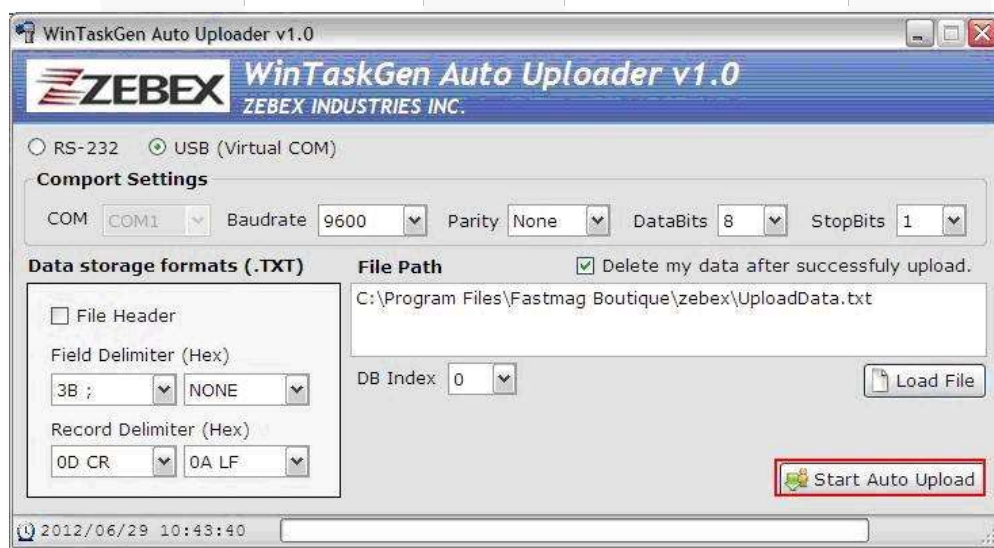 WinTaskGen Auto Uploader v1.0
ZEBEX WinTaskGen Auto Uploader v1.0
ZEBEX INDUSTRIES INC.
RS-232 USB (Virtual COM)
Comport Settings
COM COM1 Baudrate 9600 Parity None DataBits 8 StopBits 1
Data storage formats (.TXT) File Path Delete my data after successfuly upload.
C:\Program Files\Fastmag Boutique\zebex\UploadData.txt
File Header
Field Delimiter (Hex)
3B ; NONE
DB Index 0 Load File
Record Delimiter (Hex)
0D CR 0A LF
Start Auto Upload
2012/06/29 10:43:40